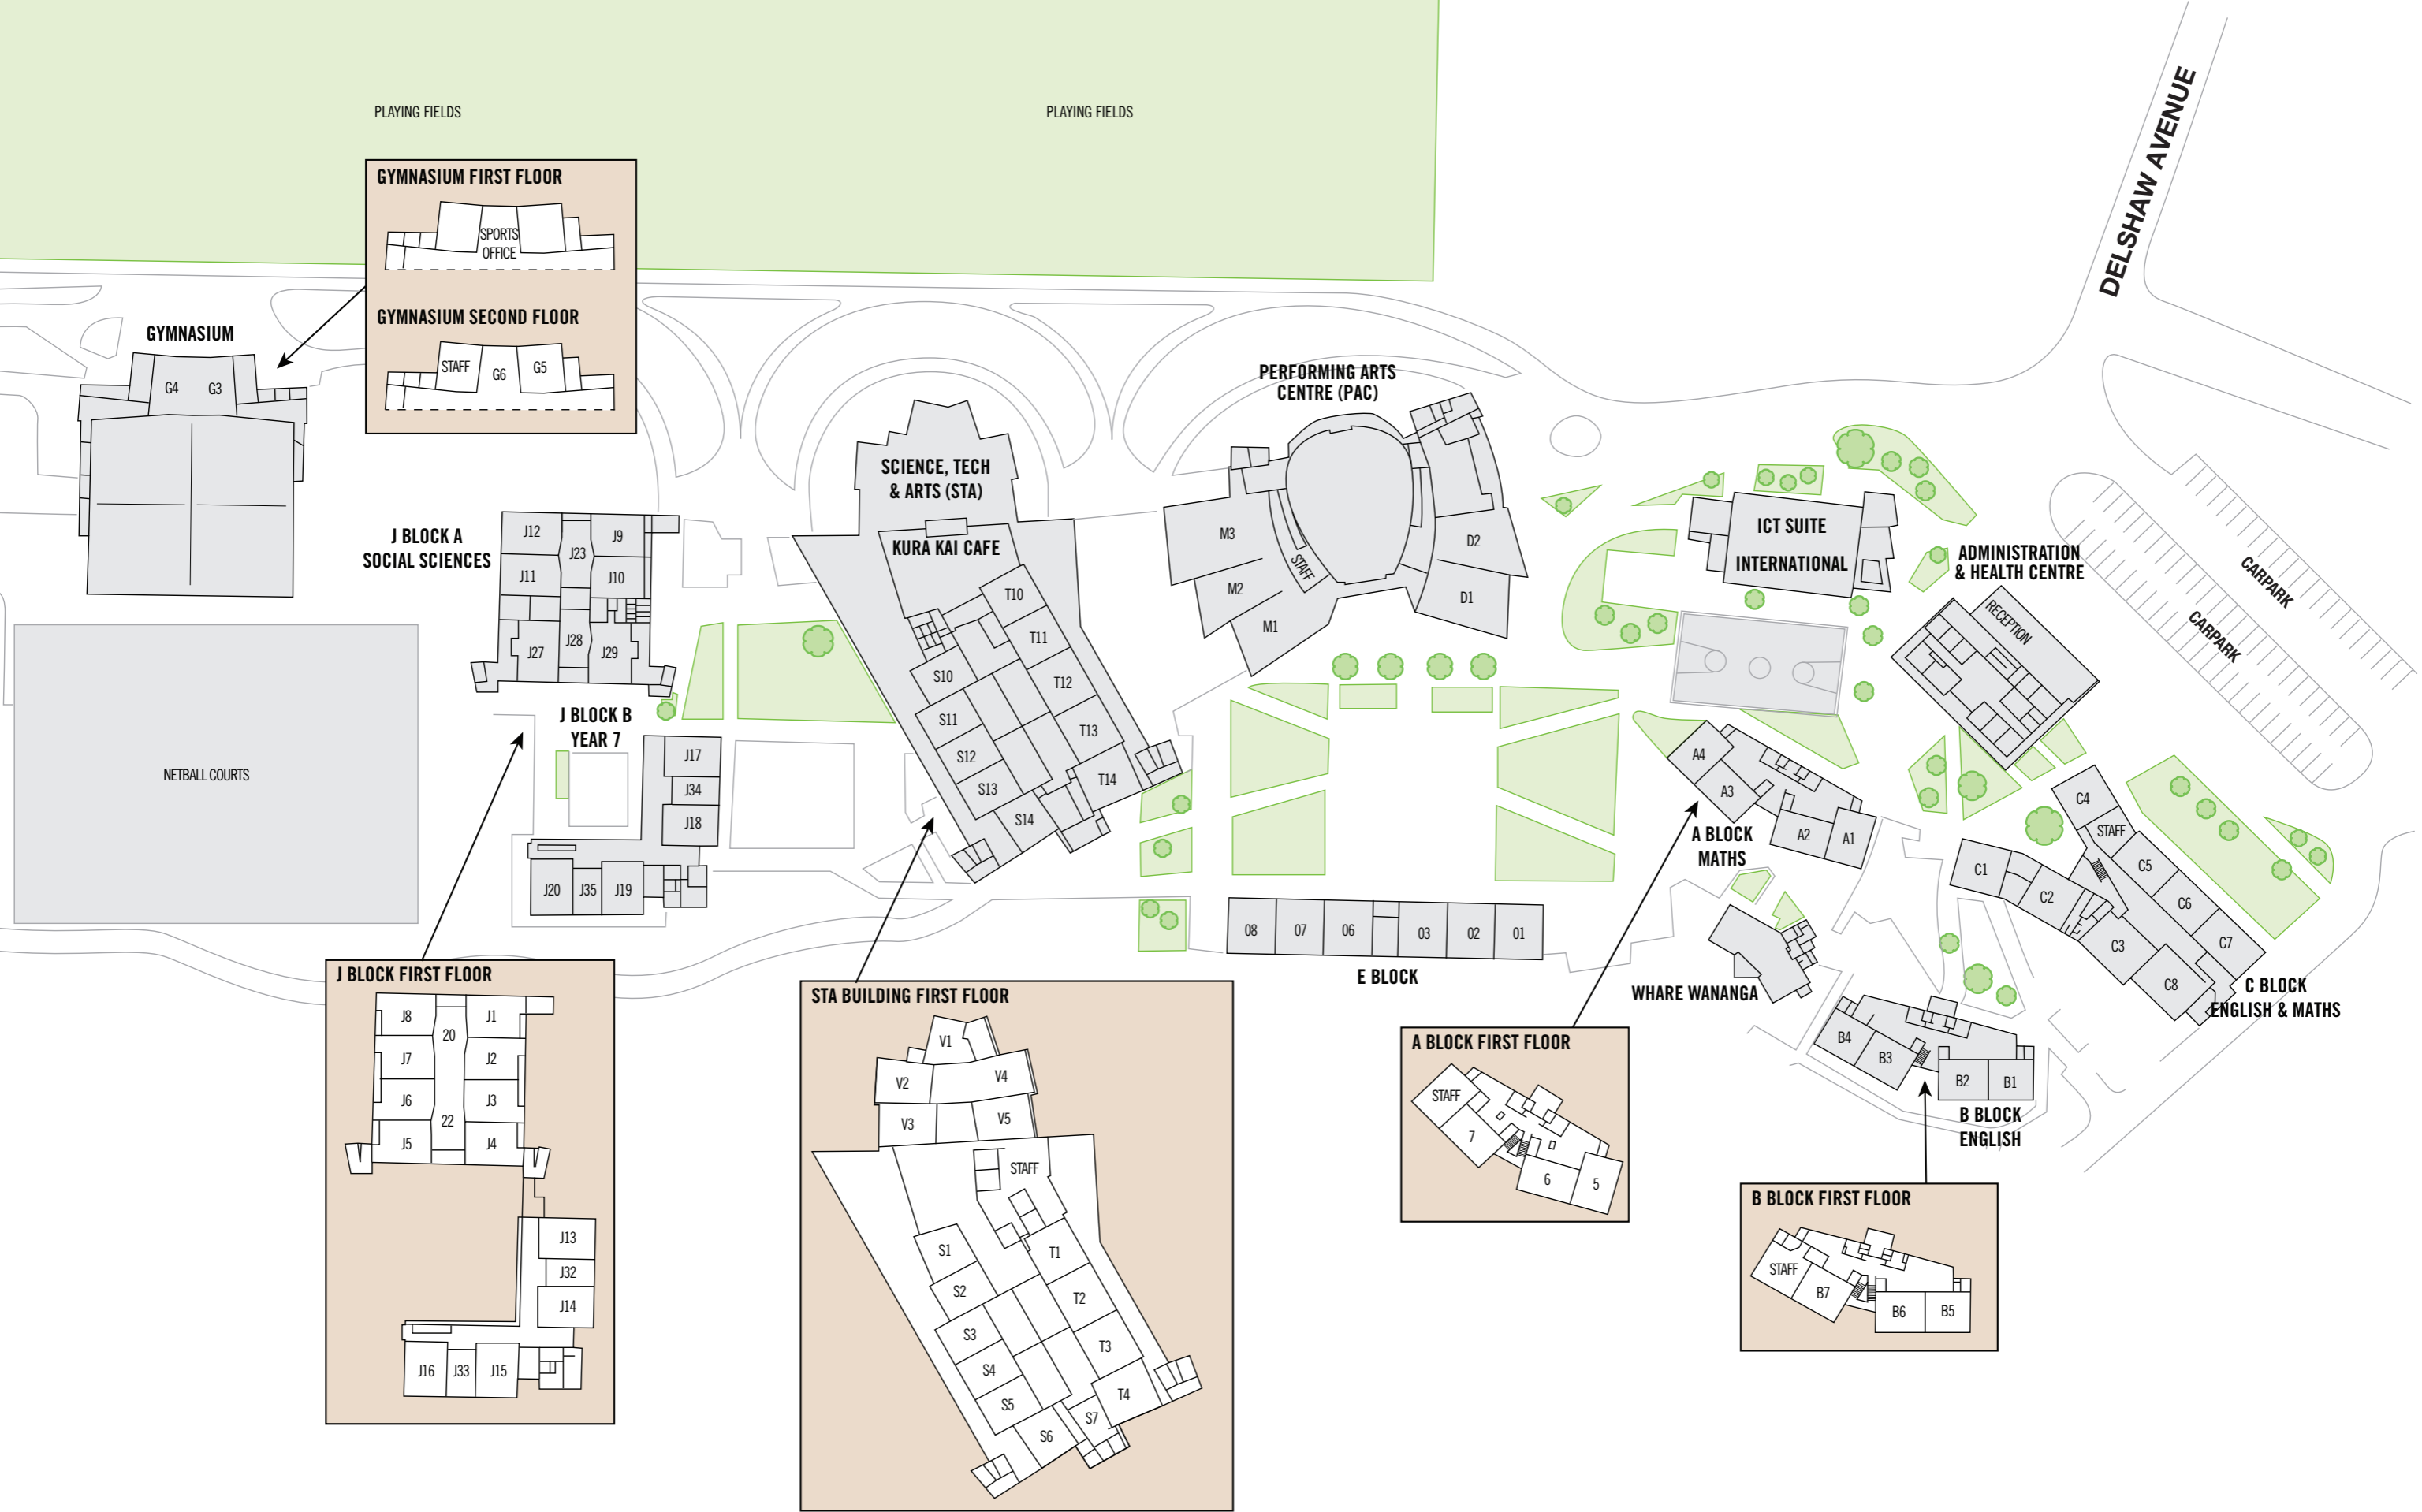 PLAYING FIELDS
PLAYING FIELDS
DELSHAW AVENUE
GYMNASIUM FIRST FLOOR
SPORTS
OFFICE
GYMNASIUM SECOND FLOOR
STAFF
G6
G5
GYMNASIUM
G4
G3
NETBALL COURTS
J BLOCK A
SOCIAL SCIENCES
J12
J23
J9
J11
J10
J27
J28
J29
J BLOCK B
YEAR 7
J17
J34
J18
J20
J35
J19
SCIENCE, TECH
& ARTS (STA)
KURA KAI CAFE
T10
T11
T12
T13
T14
S10
S11
S12
S13
S14
PERFORMING ARTS
CENTRE (PAC)
M3
M2
M1
STAFF
D2
D1
ICT SUITE
INTERNATIONAL
ADMINISTRATION
& HEALTH CENTRE
RECEPTION
CARPARK
CARPARK
A4
A3
A2
A1
A BLOCK
MATHS
C4
STAFF
C5
C6
C7
C1
C2
C3
C8
C BLOCK
ENGLISH & MATHS
08
07
06
03
02
01
E BLOCK
WHARE WANANGA
B4
B3
B2
B1
B BLOCK
ENGLISH
J BLOCK FIRST FLOOR
J8
20
J1
J7
J2
J6
J3
22
J5
J4
J13
J32
J14
J16
J33
J15
STA BUILDING FIRST FLOOR
V1
V2
V4
V3
V5
STAFF
S1
T1
S2
T2
S3
T3
S4
T4
S5
S7
S6
A BLOCK FIRST FLOOR
STAFF
7
6
5
B BLOCK FIRST FLOOR
STAFF
B7
B6
B5